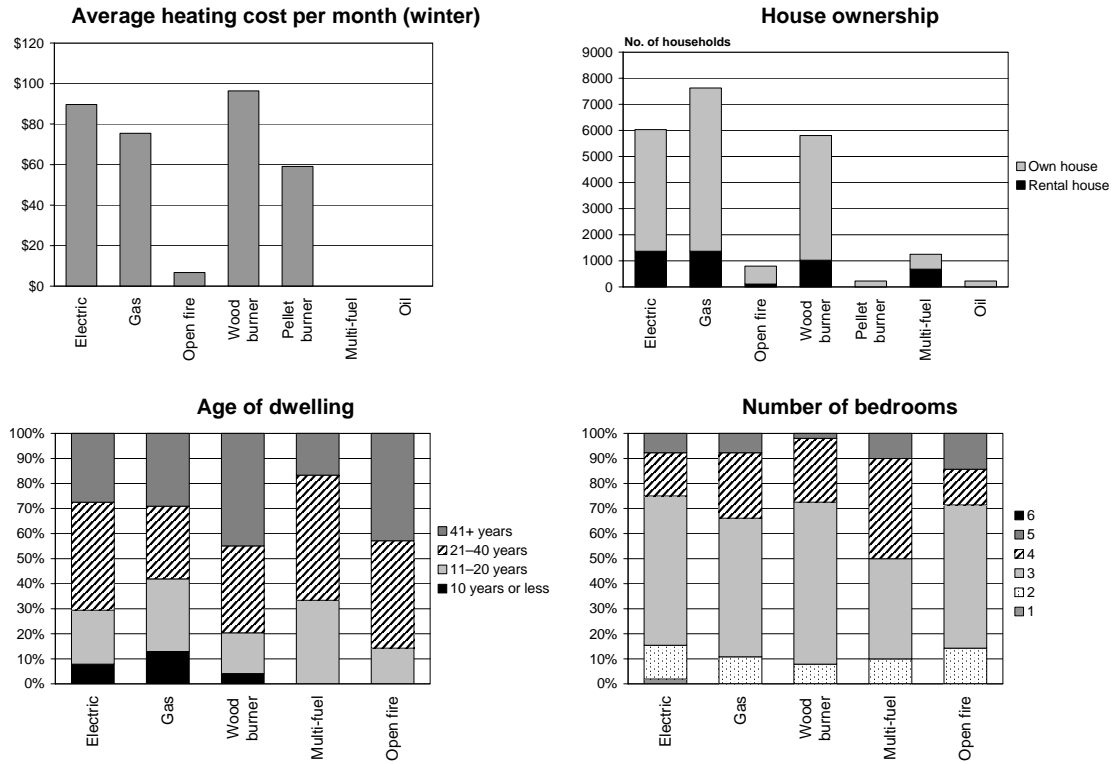 Average heating cost per month (winter)
$120
$100
$80
$60
$40
$20
$0
Electric
Gas
Open fire
Wood
burner
Pellet
burner
Multi-fuel
Oil
House ownership
No. of households
9000
8000
7000
6000
5000
4000
3000
2000
1000
0
Electric
Gas
Open fire
Wood
burner
Pellet
burner
Multi-fuel
Oil
Own house
Rental house
Age of dwelling
100%
90%
80%
70%
60%
50%
40%
30%
20%
10%
0%
Electric
Gas
Wood
burner
Multi-fuel
Open fire
41+ years
21–40 years
11–20 years
10 years or less
Number of bedrooms
100%
90%
80%
70%
60%
50%
40%
30%
20%
10%
0%
Electric
Gas
Wood
burner
Multi-fuel
Open fire
6
5
4
3
2
1